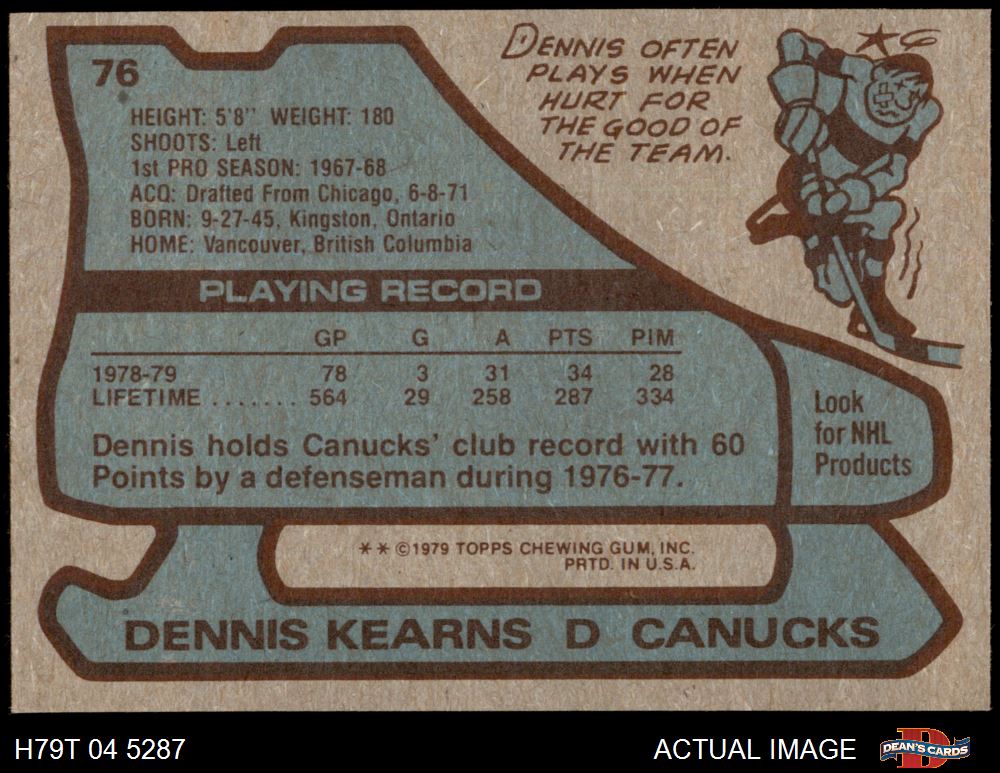 76
HEIGHT: 5'8" WEIGHT: 180
SHOOTS: Left
1st PRO SEASON: 1967-68
ACQ: Drafted From Chicago, 6-8-71
BORN: 9-27-45, Kingston, Ontario
HOME: Vancouver, British Columbia
DENNIS OFTEN
PLAYS WHEN
HURT FOR
THE GOOD OF
THE TEAM.
PLAYING RECORD
GP G A PTS PIM
1978-79 78 3 31 34 28
LIFETIME ....... 564 29 258 287 334
Dennis holds Canucks' club record with 60
Points by a defenseman during 1976-77.
Look
for NHL
Products
** ©1979 TOPPS CHEWING GUM, INC.
PRTD. IN U.S.A.
DENNIS KEARNS D CANUCKS
H79T 04 5287
ACTUAL IMAGE
DEAN'S CARDS